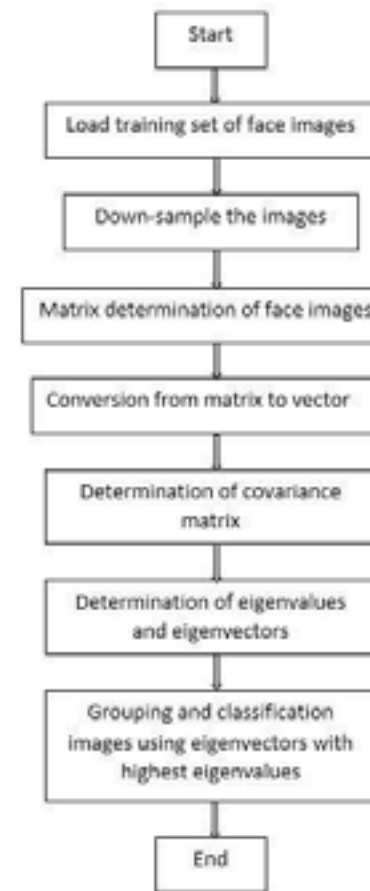 Start
Load training set of face images
Down-sample the images
Matrix determination of face images
Conversion from matrix to vector
Determination of covariance
matrix
Determination of eigenvalues
and eigenvectors
Grouping and classification
images using eigenvectors with
highest eigenvalues
End